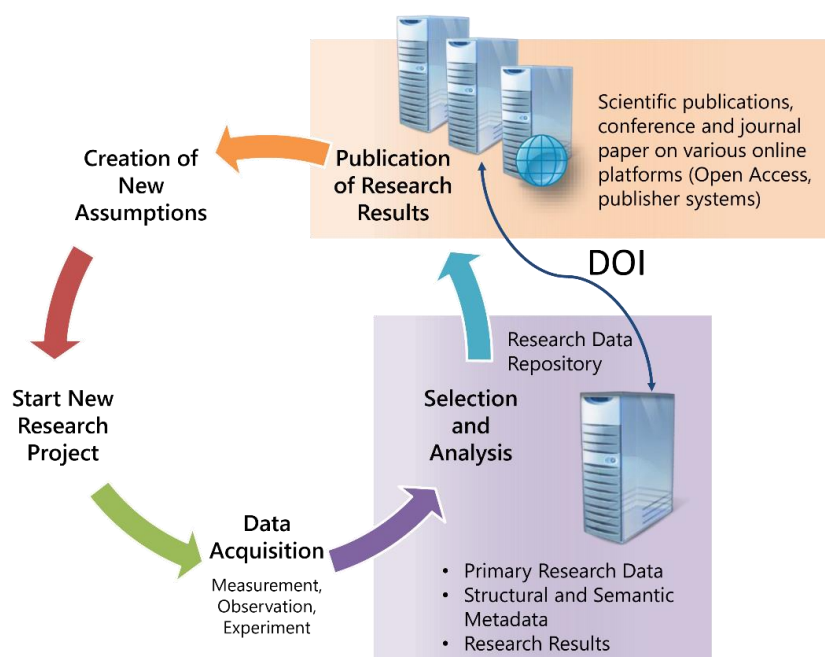 Scientific publications,
conference and journal
paper on various online
platforms (Open Access,
publisher systems)
Publication
of Research
Results
Creation of
New
Assumptions
DOI
Research Data
Repository
Start New
Research
Project
Selection
and
Analysis
Data
Acquisition
Measurement,
Observation,
Experiment
• Primary Research Data
• Structural and Semantic
Metadata
• Research Results